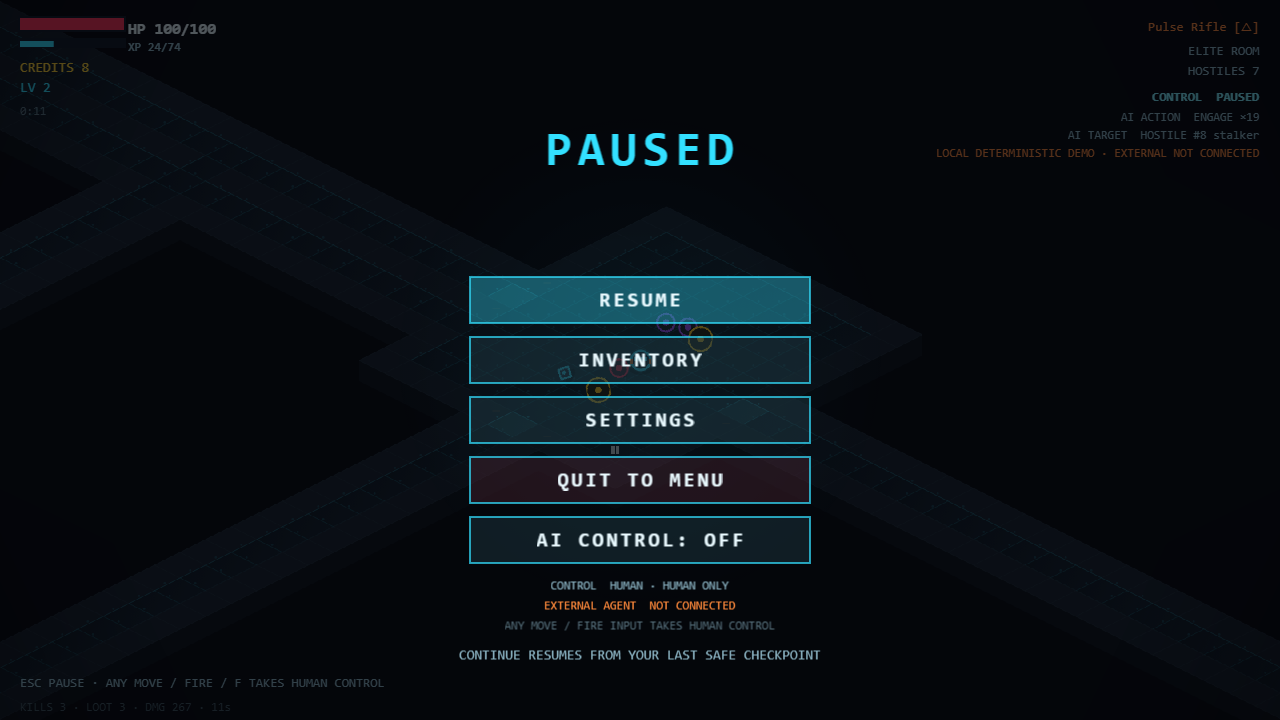 HP 100/100
XP 24/74
CREDITS 8
LV 2
0:11
Pulse Rifle [△]
ELITE ROOM
HOSTILES 7
CONTROL PAUSED
AI ACTION ENGAGE ×19
AI TARGET HOSTILE #8 stalker
LOCAL DETERMINISTIC DEMO · EXTERNAL NOT CONNECTED
PAUSED
RESUME
INVENTORY
SETTINGS
QUIT TO MENU
AI CONTROL: OFF
CONTROL HUMAN · HUMAN ONLY
EXTERNAL AGENT NOT CONNECTED
ANY MOVE / FIRE INPUT TAKES HUMAN CONTROL
CONTINUE RESUMES FROM YOUR LAST SAFE CHECKPOINT
ESC PAUSE · ANY MOVE / FIRE / F TAKES HUMAN CONTROL
KILLS 3 · LOOT 3 · DMG 267 · 11s